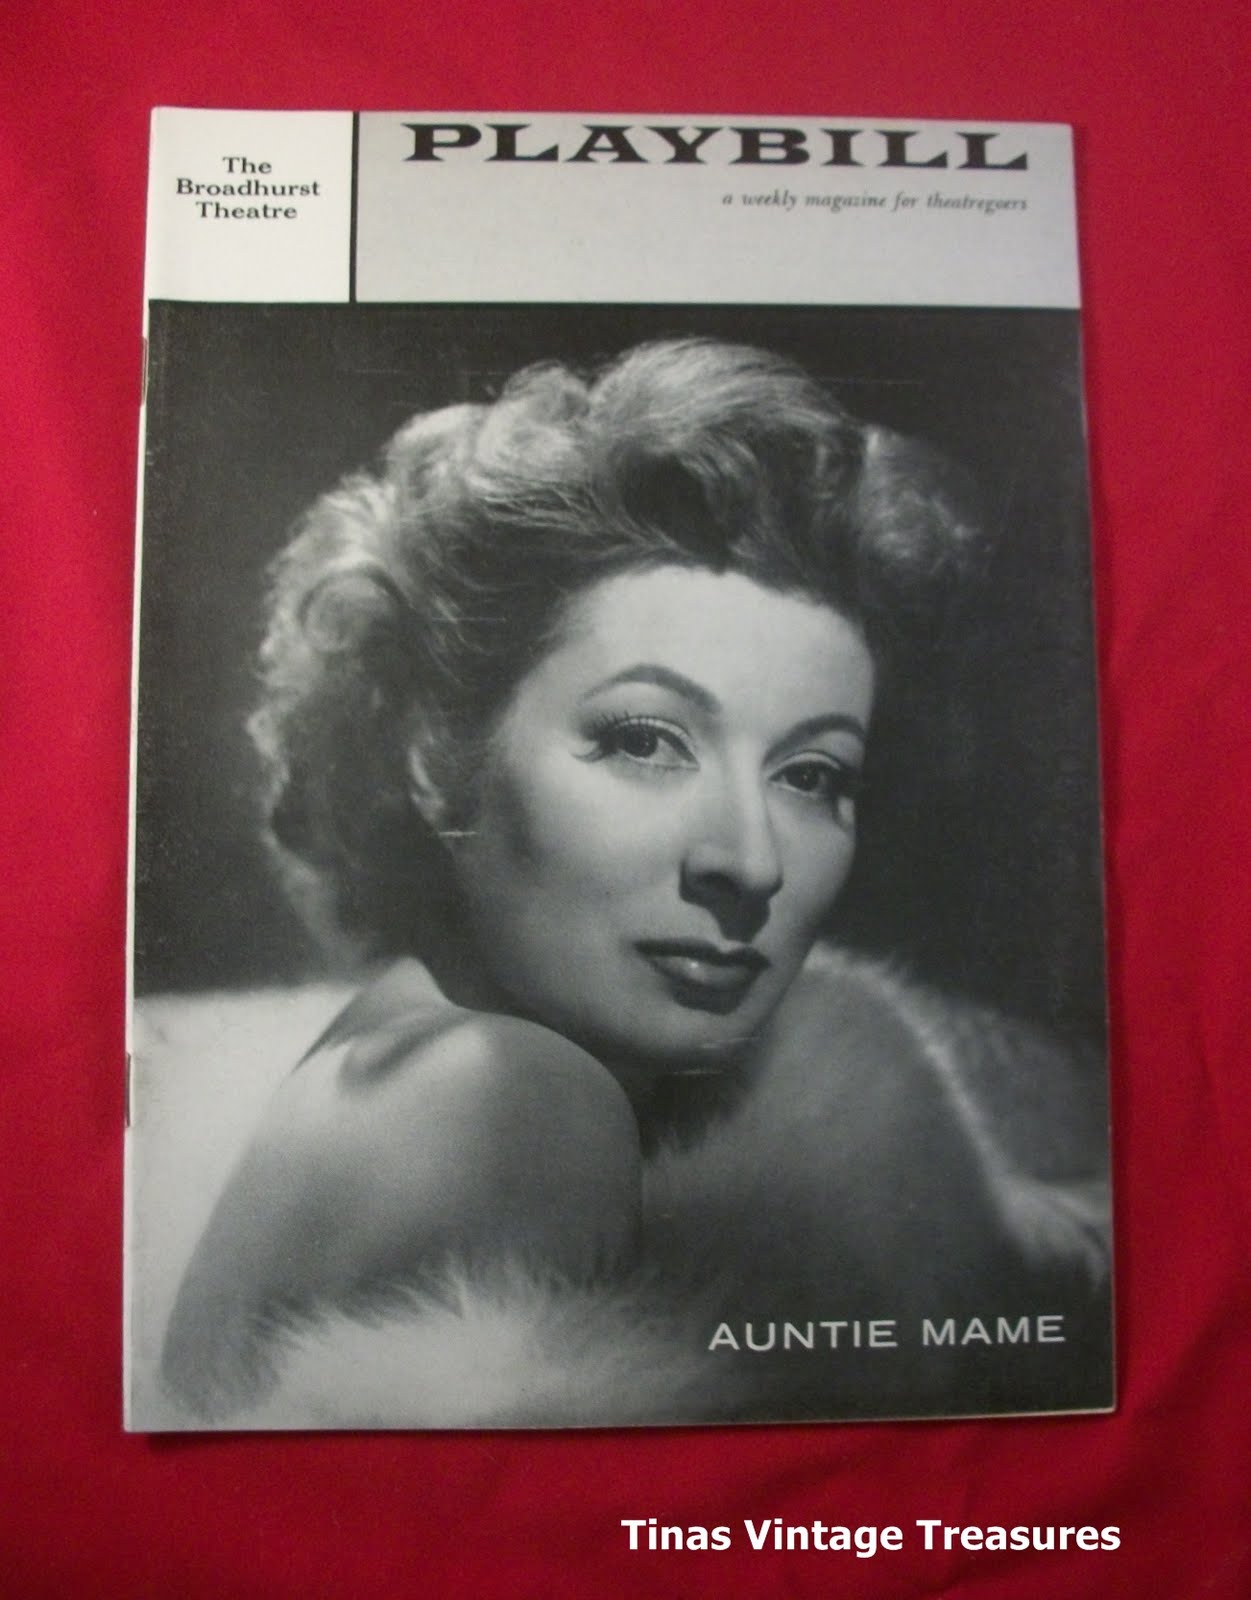 The
Broadhurst
Theatre
PLAYBILL
a weekly magazine for theatregoers
AUNTIE MAME
Tinas Vintage Treasures